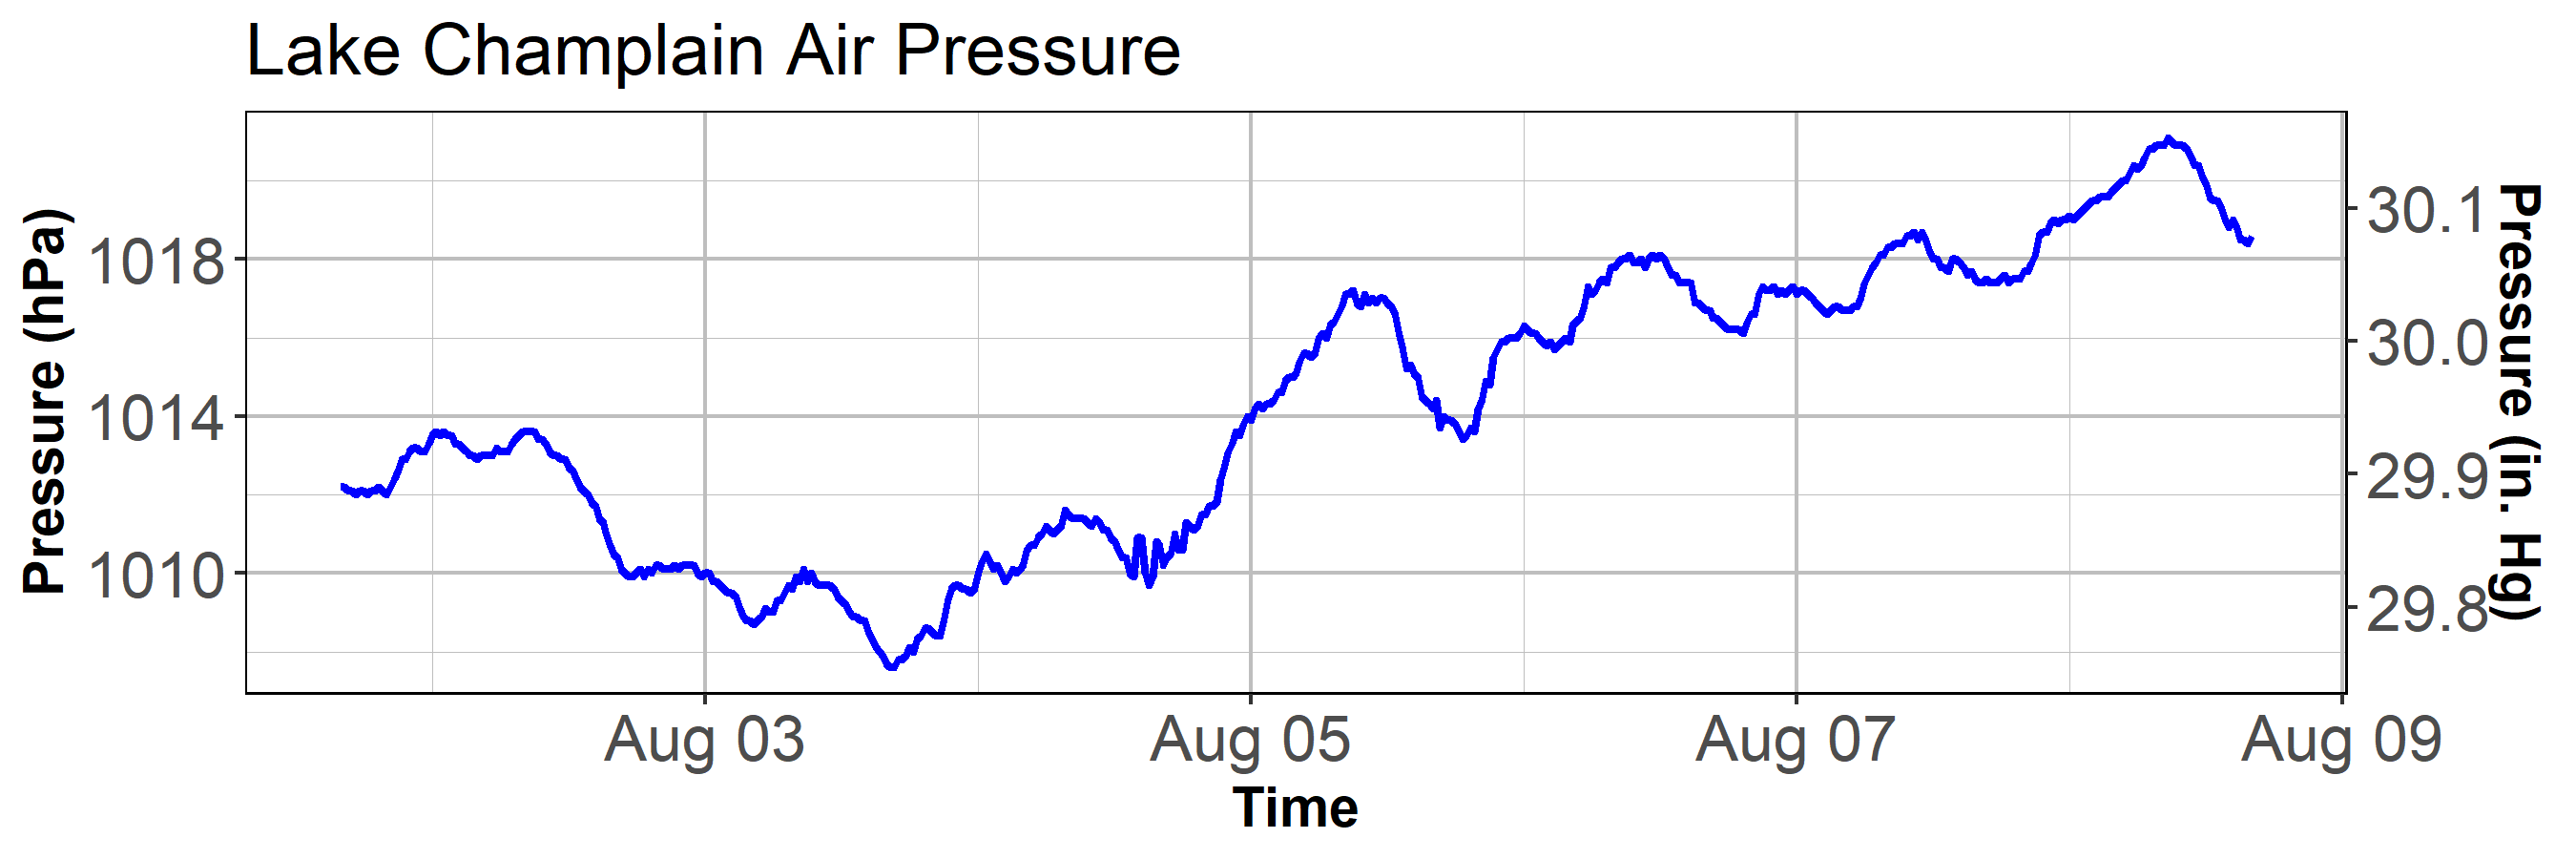 Lake Champlain Air Pressure
Pressure (hPa)
1018
1014
1010
30.1
30.0
29.9
29.8
Pressure (in. Hg)
Aug 03
Aug 05
Aug 07
Aug 09
Time